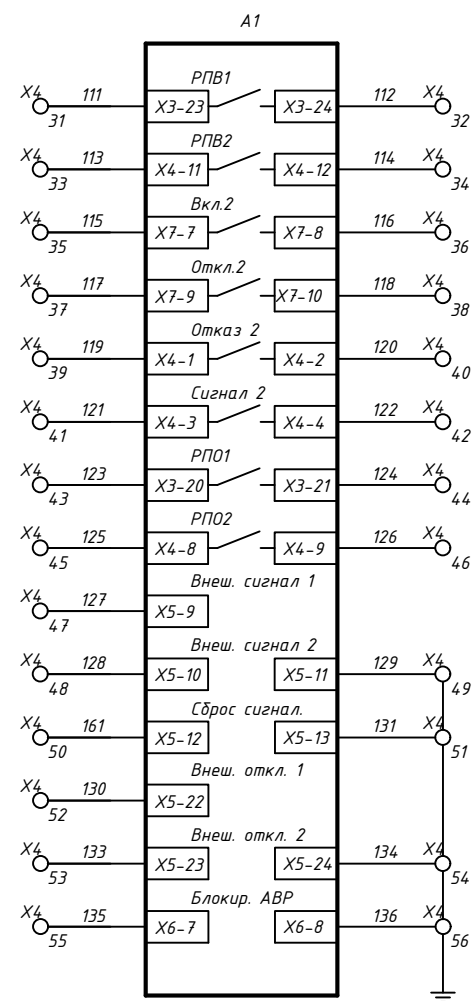 A1
РПВ1
X4 31 111 X3-23 X3-24 112 X4 32
РПВ2
X4 33 113 X4-11 X4-12 114 X4 34
Вкл.2
X4 35 115 X7-7 X7-8 116 X4 36
Откл.2
X4 37 117 X7-9 X7-10 118 X4 38
Отказ 2
X4 39 119 X4-1 X4-2 120 X4 40
Сигнал 2
X4 41 121 X4-3 X4-4 122 X4 42
РПО1
X4 43 123 X3-20 X3-21 124 X4 44
РПО2
X4 45 125 X4-8 X4-9 126 X4 46
Внеш. сигнал 1
X4 47 127 X5-9
Внеш. сигнал 2
X4 48 128 X5-10 X5-11 129 X4 49
Сброс сигнал.
X4 50 161 X5-12 X5-13 131 X4 51
Внеш. откл. 1
X4 52 130 X5-22
Внеш. откл. 2
X4 53 133 X5-23 X5-24 134 X4 54
Блокир. АВР
X4 55 135 X6-7 X6-8 136 X4 56